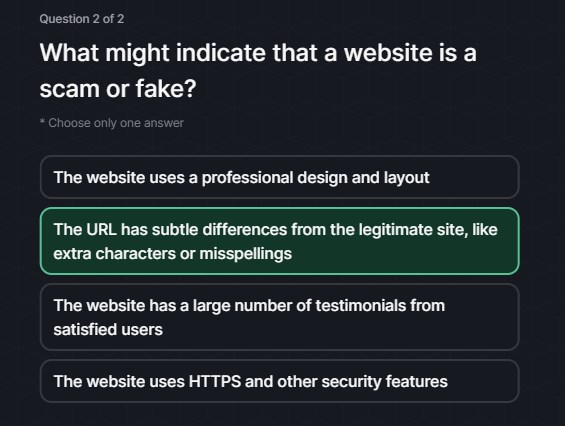 Question 2 of 2
What might indicate that a website is a
scam or fake?
* Choose only one answer
The website uses a professional design and layout
The URL has subtle differences from the legitimate site, like
extra characters or misspellings
The website has a large number of testimonials from
satisfied users
The website uses HTTPS and other security features